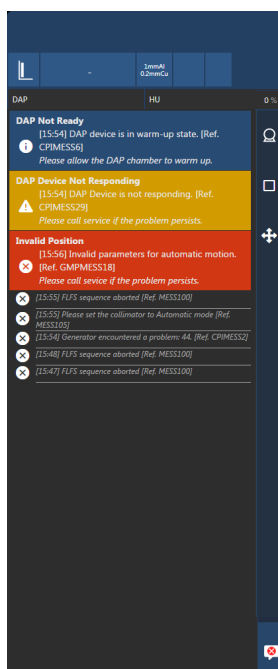 -
1mmAl
0.2mmCu
DAP HU 0 %
DAP Not Ready
[15:54] DAP device is in warm-up state. [Ref.
CPIMESS6]
Please allow the DAP chamber to warm up.
DAP Device Not Responding
[15:54] DAP Device is not responding. [Ref.
CPIMESS29]
Please call service if the problem persists.
Invalid Position
[15:56] Invalid parameters for automatic motion.
[Ref. GMPMESS18]
Please call sevice if the problem persists.
[15:55] FLFS sequence aborted [Ref. MESS100]
[15:55] Please set the collimator to Automatic mode [Ref.
MESS105]
[15:54] Generator encountered a problem: 44. [Ref. CPIMESS2]
[15:48] FLFS sequence aborted [Ref. MESS100]
[15:47] FLFS sequence aborted [Ref. MESS100]